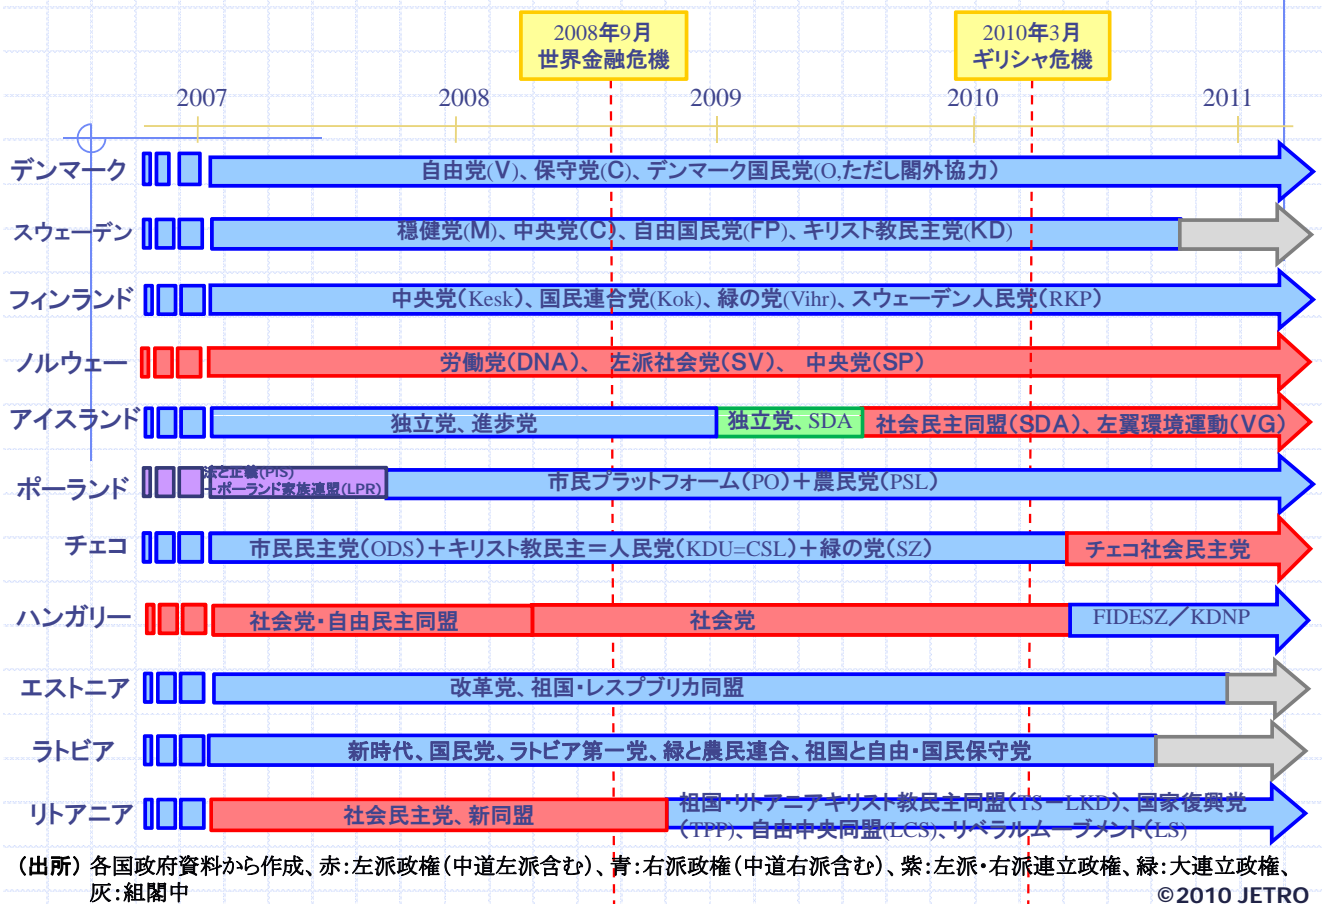 2008年9月
世界金融危機
2010年3月
ギリシャ危機
2007 2008 2009 2010 2011
デンマーク 自由党(V)、保守党(C)、デンマーク国民党(O,ただし閣外協力)
スウェーデン 穏健党(M)、中央党(C)、自由国民党(FP)、キリスト教民主党(KD)
フィンランド 中央党(Kesk)、国民連合党(Kok)、緑の党(Vihr)、スウェーデン人民党(RKP)
ノルウェー 労働党(DNA)、 左派社会党(SV)、 中央党(SP)
アイスランド 独立党、進歩党 独立党、SDA 社会民主同盟(SDA)、左翼環境運動(VG)
法と正義(PIS)
ポーランド +ポーランド家族連盟(LPR) 市民プラットフォーム(PO)+農民党(PSL)
チェコ 市民民主党(ODS)+キリスト教民主=人民党(KDU=CSL)+緑の党(SZ) チェコ社会民主党
ハンガリー 社会党・自由民主同盟 社会党 FIDESZ/KDNP
エストニア 改革党、祖国・レスプブリカ同盟
ラトビア 新時代、国民党、ラトビア第一党、緑と農民連合、祖国と自由・国民保守党
リトアニア 社会民主党、新同盟 祖国・リトアニアキリスト教民主同盟(TS-LKD)、国家復興党
(TPP)、自由中央同盟(LCS)、リベラルムーブメント(LS)
(出所) 各国政府資料から作成、赤:左派政権(中道左派含む)、青:右派政権(中道右派含む)、紫:左派・右派連立政権、緑:大連立政権、
灰:組閣中
©2010 JETRO